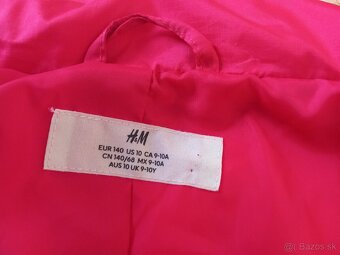 H&M
EUR 140 US 10 CA 9-10A
CN 140/68 MX 9-10A
AUS 10 UK 9-10Y
Bazos.sk